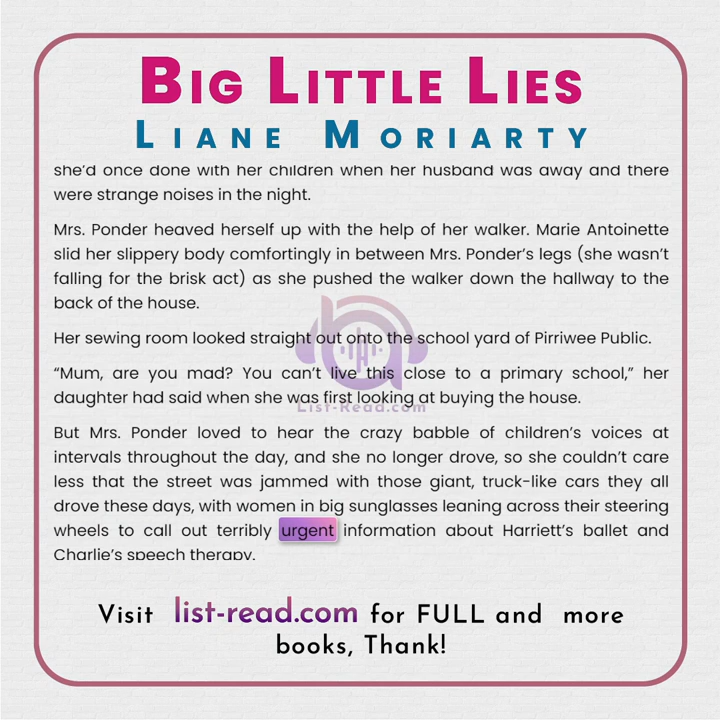 Big Little Lies
Liane Moriarty
she’d once done with her children when her husband was away and there
were strange noises in the night.
Mrs. Ponder heaved herself up with the help of her walker. Marie Antoinette
slid her slippery body comfortingly in between Mrs. Ponder’s legs (she wasn’t
falling for the brisk act) as she pushed the walker down the hallway to the
back of the house.
Her sewing room looked straight out onto the school yard of Pirriwee Public.
“Mum, are you mad? You can’t live this close to a primary school,” her
daughter had said when she was first looking at buying the house.
List-Read.com
But Mrs. Ponder loved to hear the crazy babble of children’s voices at
intervals throughout the day, and she no longer drove, so she couldn’t care
less that the street was jammed with those giant, truck-like cars they all
drove these days, with women in big sunglasses leaning across their steering
wheels to call out terribly urgent information about Harriett’s ballet and
Charlie’s speech therapy.
Visit list-read.com for FULL and more
books, Thank!